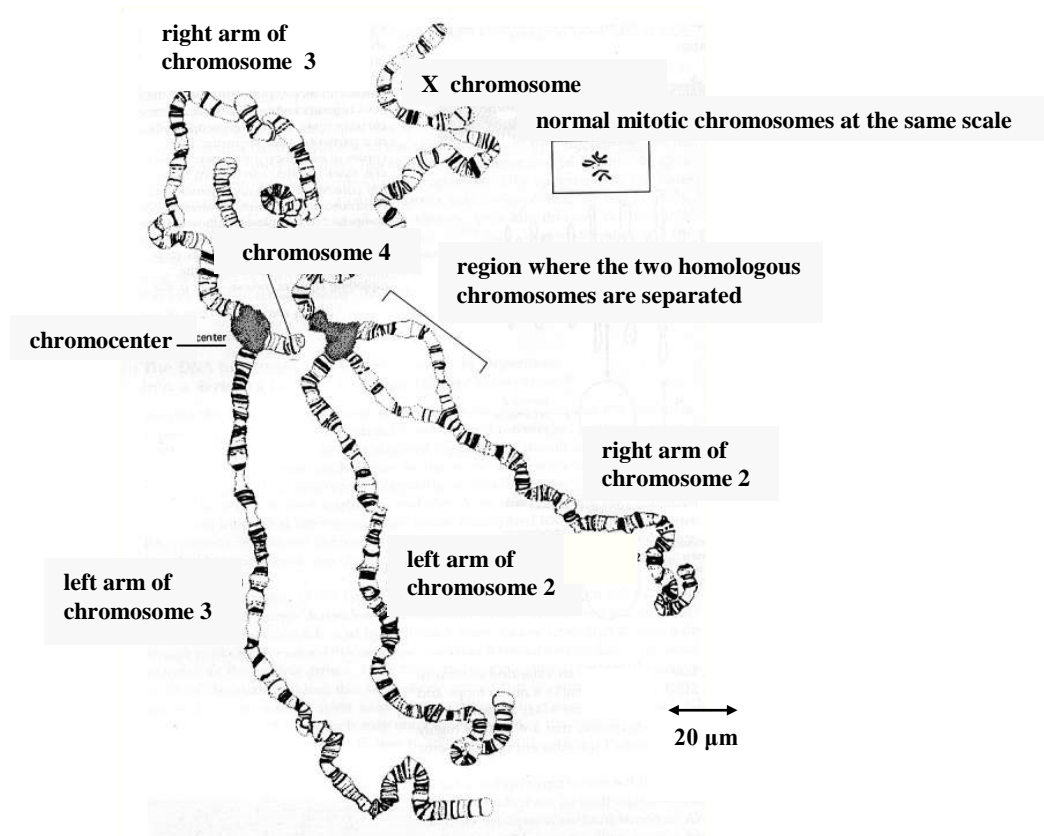 right arm of
chromosome 3
X chromosome
normal mitotic chromosomes at the same scale
chromosome 4
region where the two homologous
chromosomes are separated
chromocenter
center
right arm of
chromosome 2
left arm of
chromosome 2
left arm of
chromosome 3
20 μm